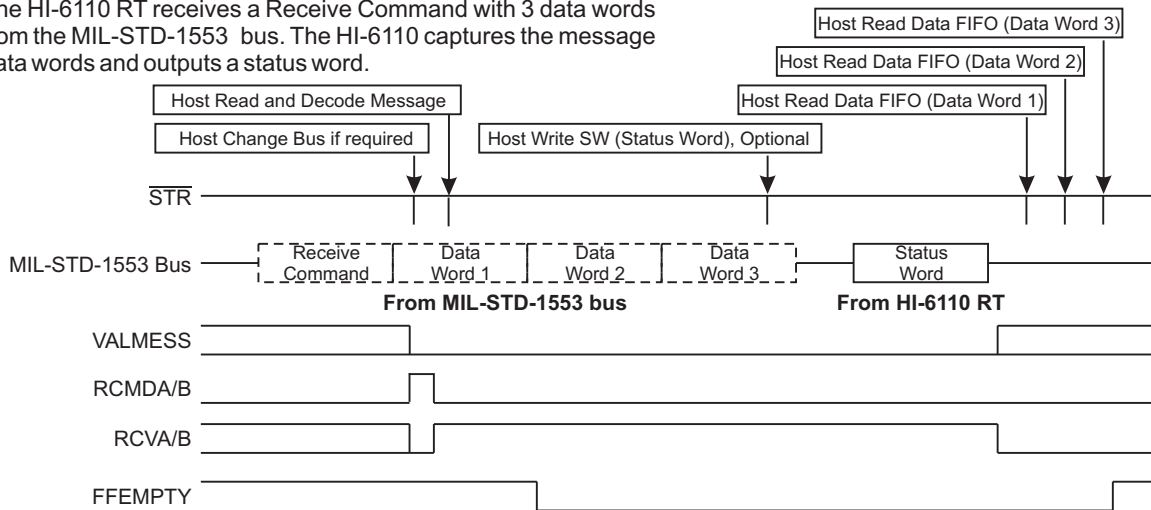 he HI-6110 RT receives a Receive Command with 3 data words
om the MIL-STD-1553 bus. The HI-6110 captures the message
ata words and outputs a status word.
Host Read Data FIFO (Data Word 3)
Host Read Data FIFO (Data Word 2)
Host Read and Decode Message
Host Read Data FIFO (Data Word 1)
Host Change Bus if required
Host Write SW (Status Word), Optional
STR
MIL-STD-1553 Bus
Receive Command
Data Word 1
Data Word 2
Data Word 3
Status Word
From MIL-STD-1553 bus
From HI-6110 RT
VALMESS
RCMDA/B
RCVA/B
FFEMPTY